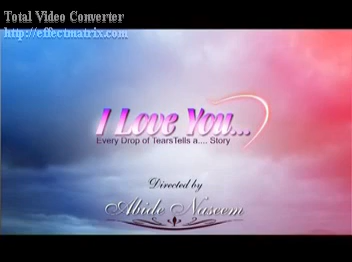 Total Video Converter
http://effectmatrix.com
I Love You...
Every Drop of TearsTells a.... Story
Directed by
Abide Naseem